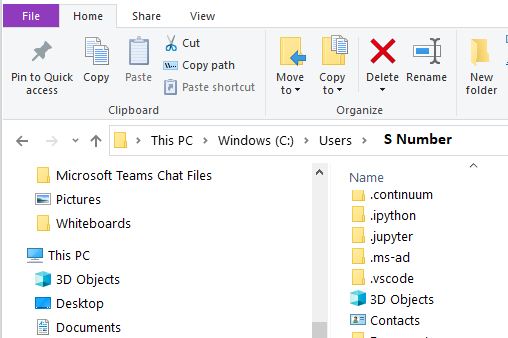 File Home Share View
Pin to Quick access
Copy
Paste
Cut
Copy path
Paste shortcut
Clipboard
Move to
Copy to
Delete
Rename
Organize
New folder
This PC > Windows (C:) > Users > S Number
Microsoft Teams Chat Files
Pictures
Whiteboards
This PC
3D Objects
Desktop
Documents
Name
.continuum
.ipython
.jupyter
.ms-ad
.vscode
3D Objects
Contacts